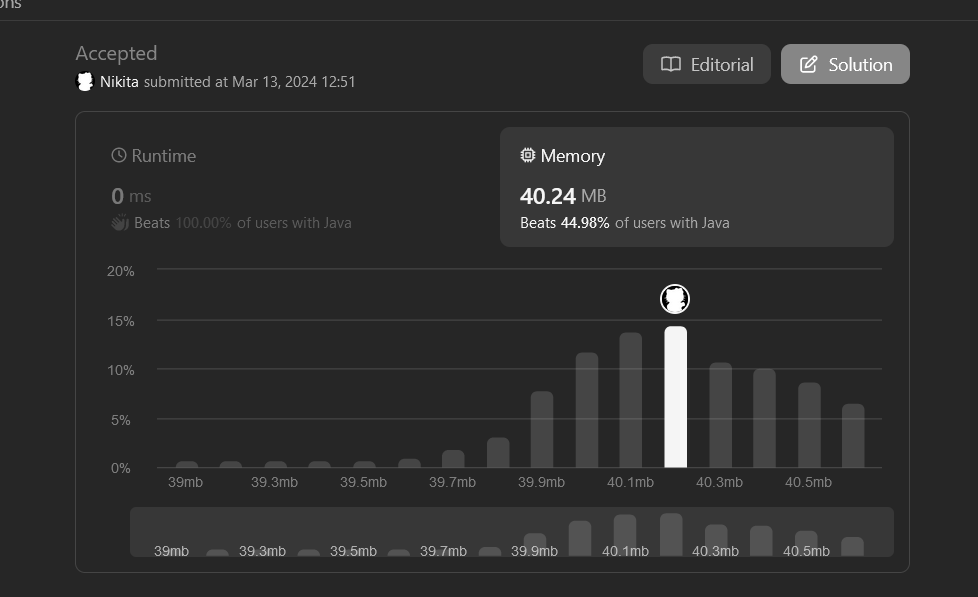 Accepted
Nikita submitted at Mar 13, 2024 12:51
Editorial
Solution
Runtime
0 ms
Beats 100.00% of users with Java
Memory
40.24 MB
Beats 44.98% of users with Java
20%
15%
10%
5%
0%
39mb 39.3mb 39.5mb 39.7mb 39.9mb 40.1mb 40.3mb 40.5mb
39mb 39.3mb 39.5mb 39.7mb 39.9mb 40.1mb 40.3mb 40.5mb